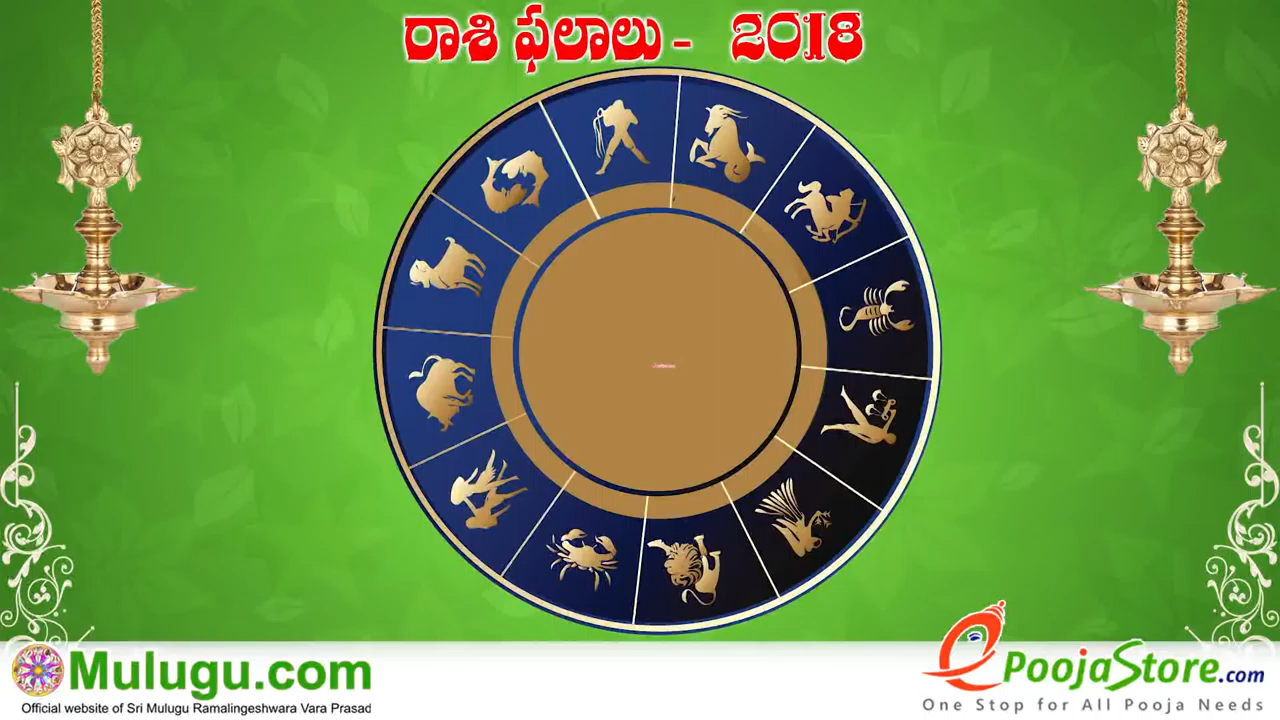 రాశి ఫలాలు - 2018
Mulugu.com
Official website of Sri Mulugu Ramalingeshwara Vara Prasad
ePoojaStore.com
One Stop for All Pooja Needs